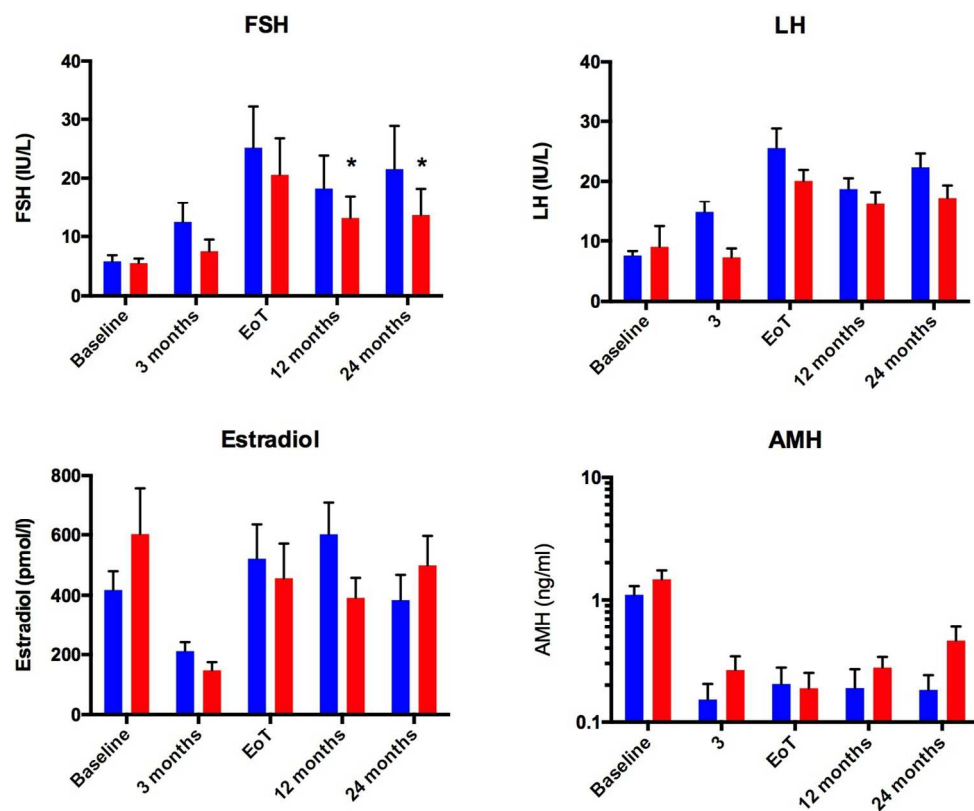 FSH
FSH (IU/L)
40
30
20
10
0
*
*
Baseline
3 months
EoT
12 months
24 months
LH
LH (IU/L)
40
30
20
10
0
Baseline
3
EoT
12 months
24 months
Estradiol
Estradiol (pmol/l)
800
600
400
200
0
Baseline
3 months
EoT
12 months
24 months
AMH
AMH (ng/ml)
10
1
0.1
Baseline
3
EoT
12 months
24 months